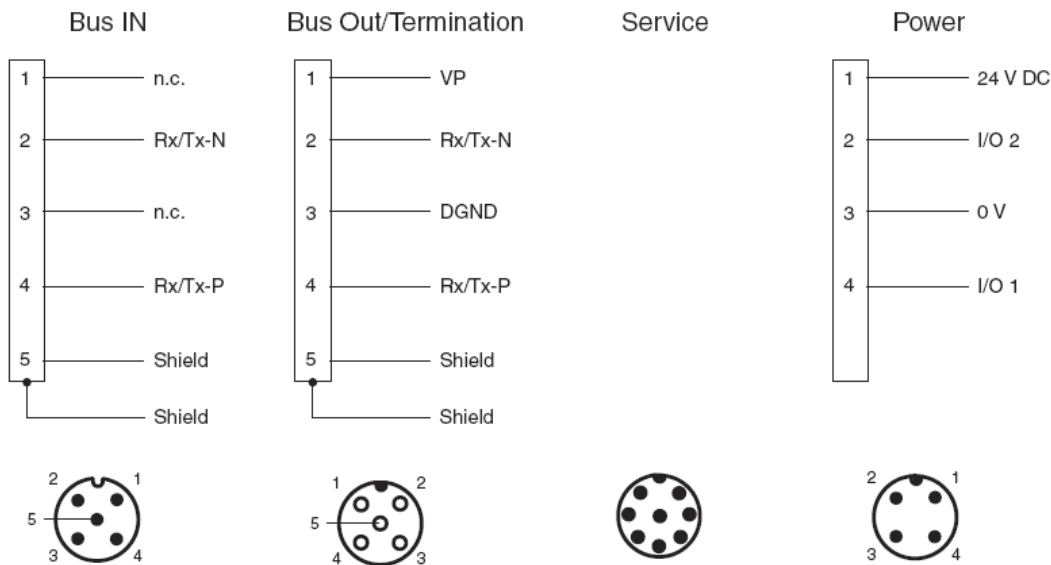 Bus IN
Bus Out/Termination
Service
Power
1 n.c.
2 Rx/Tx-N
3 n.c.
4 Rx/Tx-P
5 Shield
Shield
1 VP
2 Rx/Tx-N
3 DGND
4 Rx/Tx-P
5 Shield
Shield
1 24 V DC
2 I/O 2
3 0 V
4 I/O 1
2 1
5
3 4
1 2
5
4 3
2 1
3 4